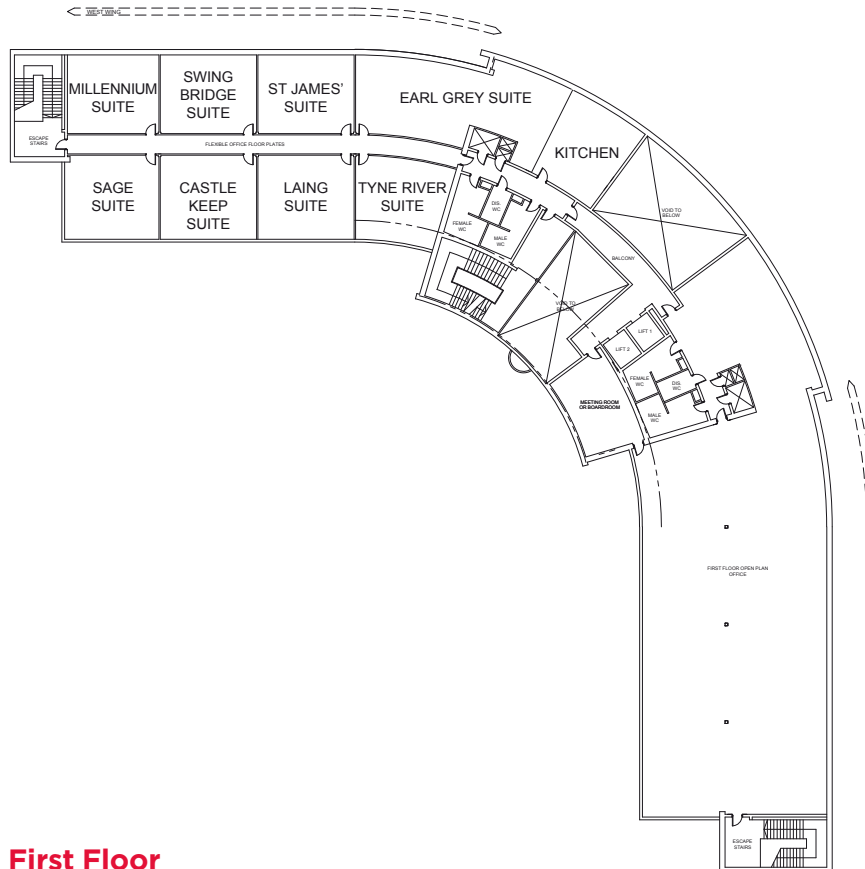 WEST WING
MILLENNIUM
SUITE
SWING
BRIDGE
SUITE
ST JAMES'
SUITE
EARL GREY SUITE
KITCHEN
ESCAPE
STAIRS
FLEXIBLE OFFICE FLOOR PLATES
SAGE
SUITE
CASTLE
KEEP
SUITE
LAING
SUITE
TYNE RIVER
SUITE
DIS.
WC
FEMALE
WC
MALE
WC
VOID TO
BELOW
BALCONY
VOID TO
BELOW
LIFT 1
LIFT 2
FEMALE
WC
DIS.
WC
MALE
WC
MEETING ROOM
OR BOARDROOM
FIRST FLOOR OPEN PLAN
OFFICE
ESCAPE
STAIRS
First Floor